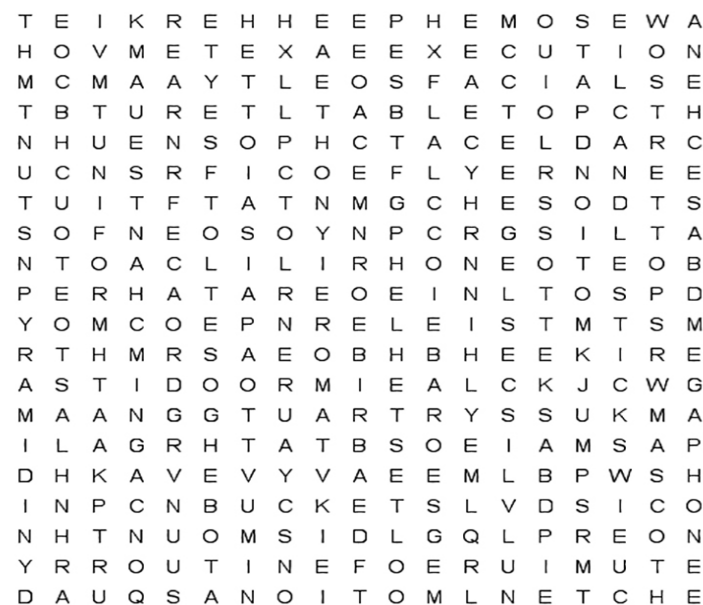 T E I K R E H H E E P H E M O S E W A
H O V M E T E X A E E X E C U T I O N
M C M A A Y T L E O S F A C I A L S E
T B T U R E T L T A B L E T O P C T H
N H U E N S O P H C T A C E L D A R C
U C N S R F I C O E F L Y E R N N E E
T U I T F T A T N M G C H E S O D T S
S O F N E O S O Y N P C R G S I L T A
N T O A C L I L I R H O N E O T E O B
P E R H A T A R E O E I N L T O S P D
Y O M C O E P N R E L E I S T M T S M
R T H M R S A E O B H B H E E K I R E
A S T I D O O R M I E A L C K J C W G
M A A N G G T U A R T R Y S S U K M A
I L A G R H T A T B S O E I A M S A P
D H K A V E V Y V A E E M L B P W S H
I N P C N B U C K E T S L V D S I C O
N H T N U O M S I D L G Q L P R E O N
Y R R O U T I N E F O E R U I M U T E
D A U Q S A N O I T O M L N E T C H E